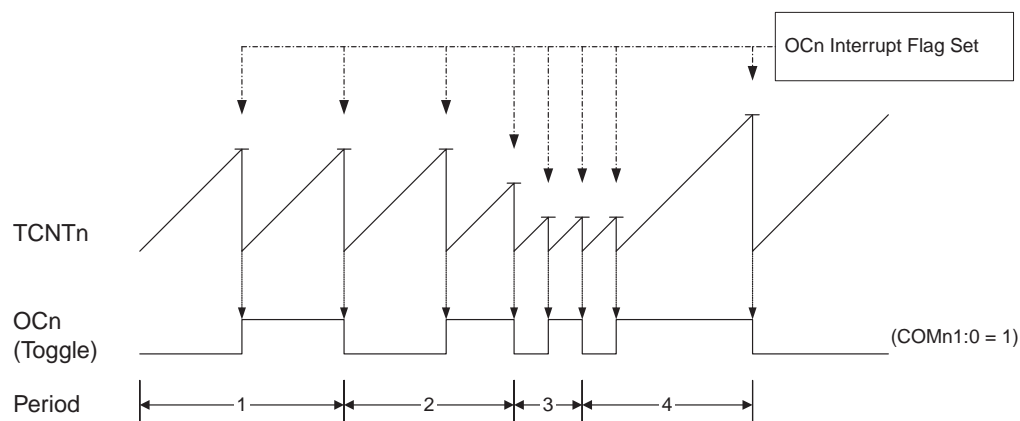 OCn Interrupt Flag Set
TCNTn
OCn
(Toggle)
(COMn1:0 = 1)
Period
1
2
3
4